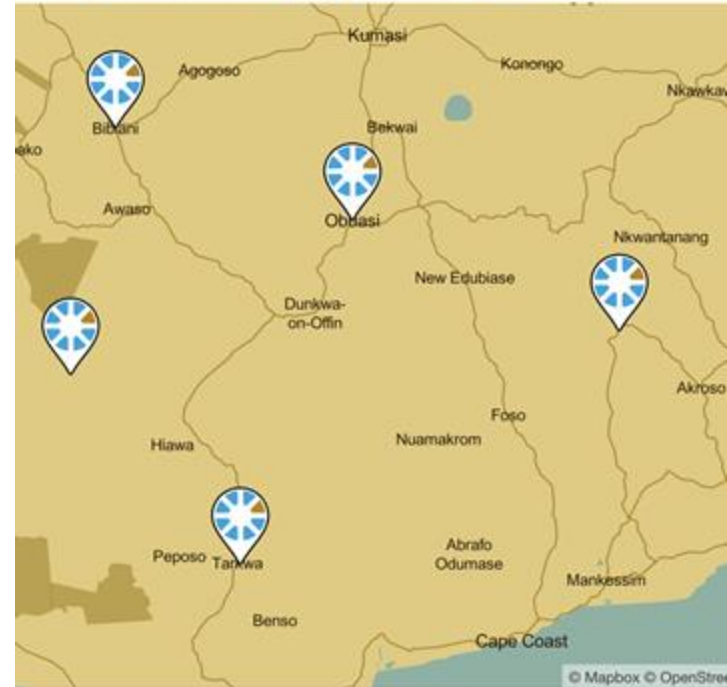 Kumasi
Konongo
Agogoso
Nkawkaw
Bibiani
Bekwai
ako
Awaso
Obuasi
Nkwantanang
New Edubiase
Dunkwa-
on-Offin
Akroso
Foso
Nuamakrom
Hiawa
Abrafo
Odumase
Peposo
Tarkwa
Mankessim
Benso
Cape Coast
© Mapbox © OpenStree